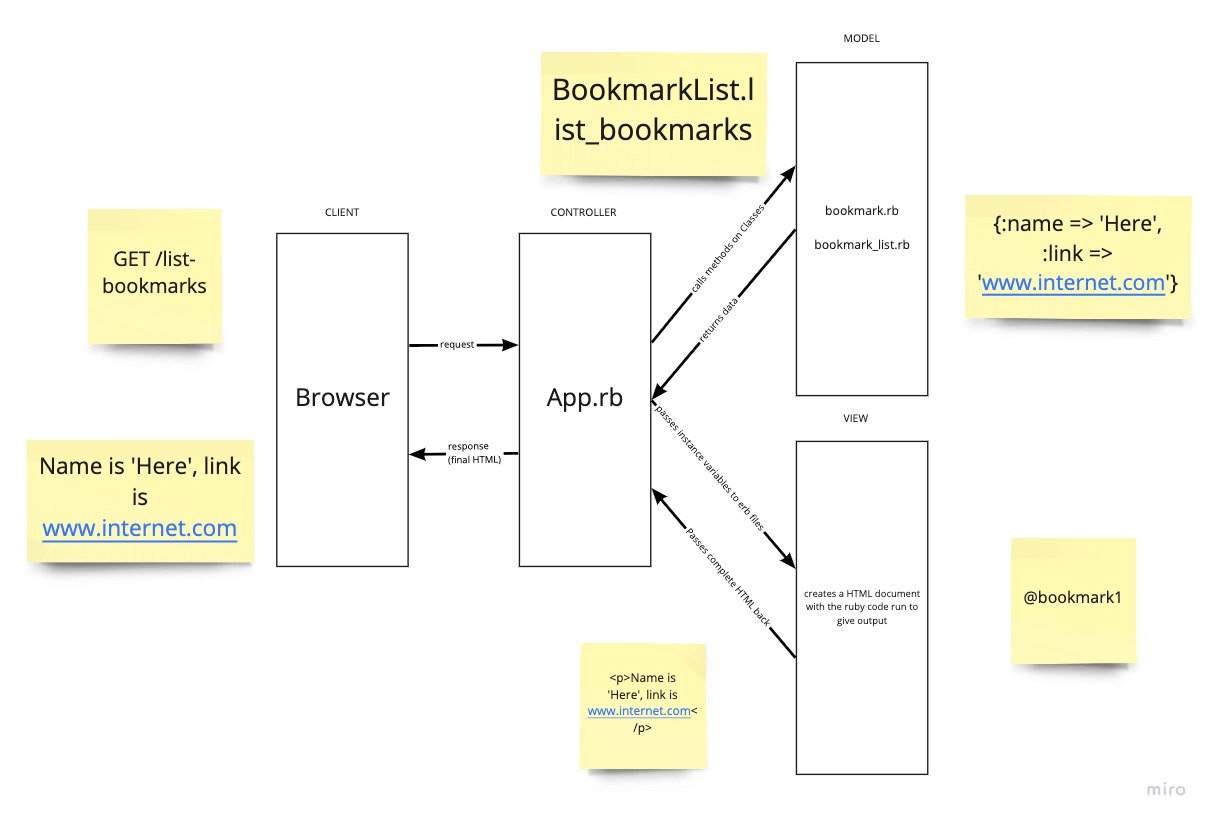 MODEL
BookmarkList.l
ist_bookmarks
CLIENT
CONTROLLER
bookmark.rb
bookmark_list.rb
{:name => 'Here',
:link =>
'www.internet.com'}
GET /list-
bookmarks
calls methods on Classes
returns data
request
Browser
App.rb
response
(final HTML)
VIEW
passes instance variables to erb files
Name is 'Here', link
is
www.internet.com
Passes complete HTML back
creates a HTML document
with the ruby code run to
give output
@bookmark1
<p>Name is
'Here', link is
www.internet.com<
/p>
miro